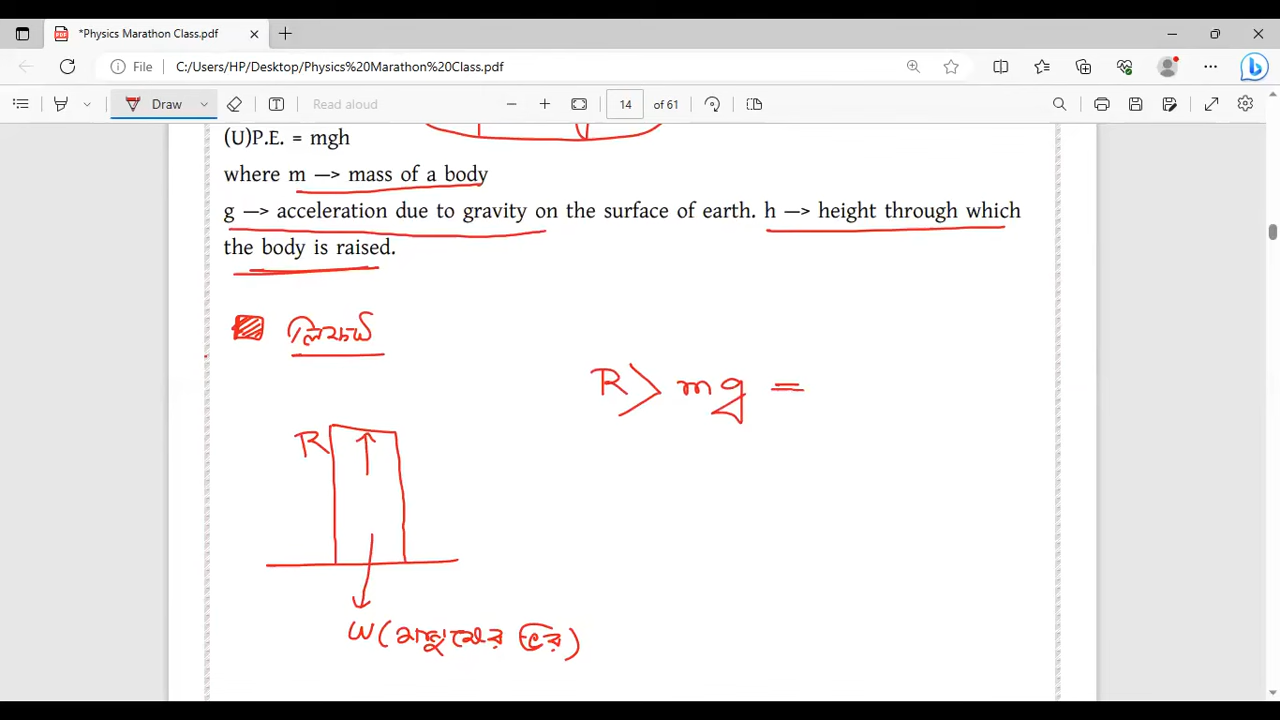 *Physics Marathon Class.pdf
File C:/Users/HP/Desktop/Physics%20Marathon%20Class.pdf
Draw Read aloud 14 of 61
(U)P.E. = mgh
where m —> mass of a body
g —> acceleration due to gravity on the surface of earth. h —> height through which
the body is raised.
R > mg =
R
W (